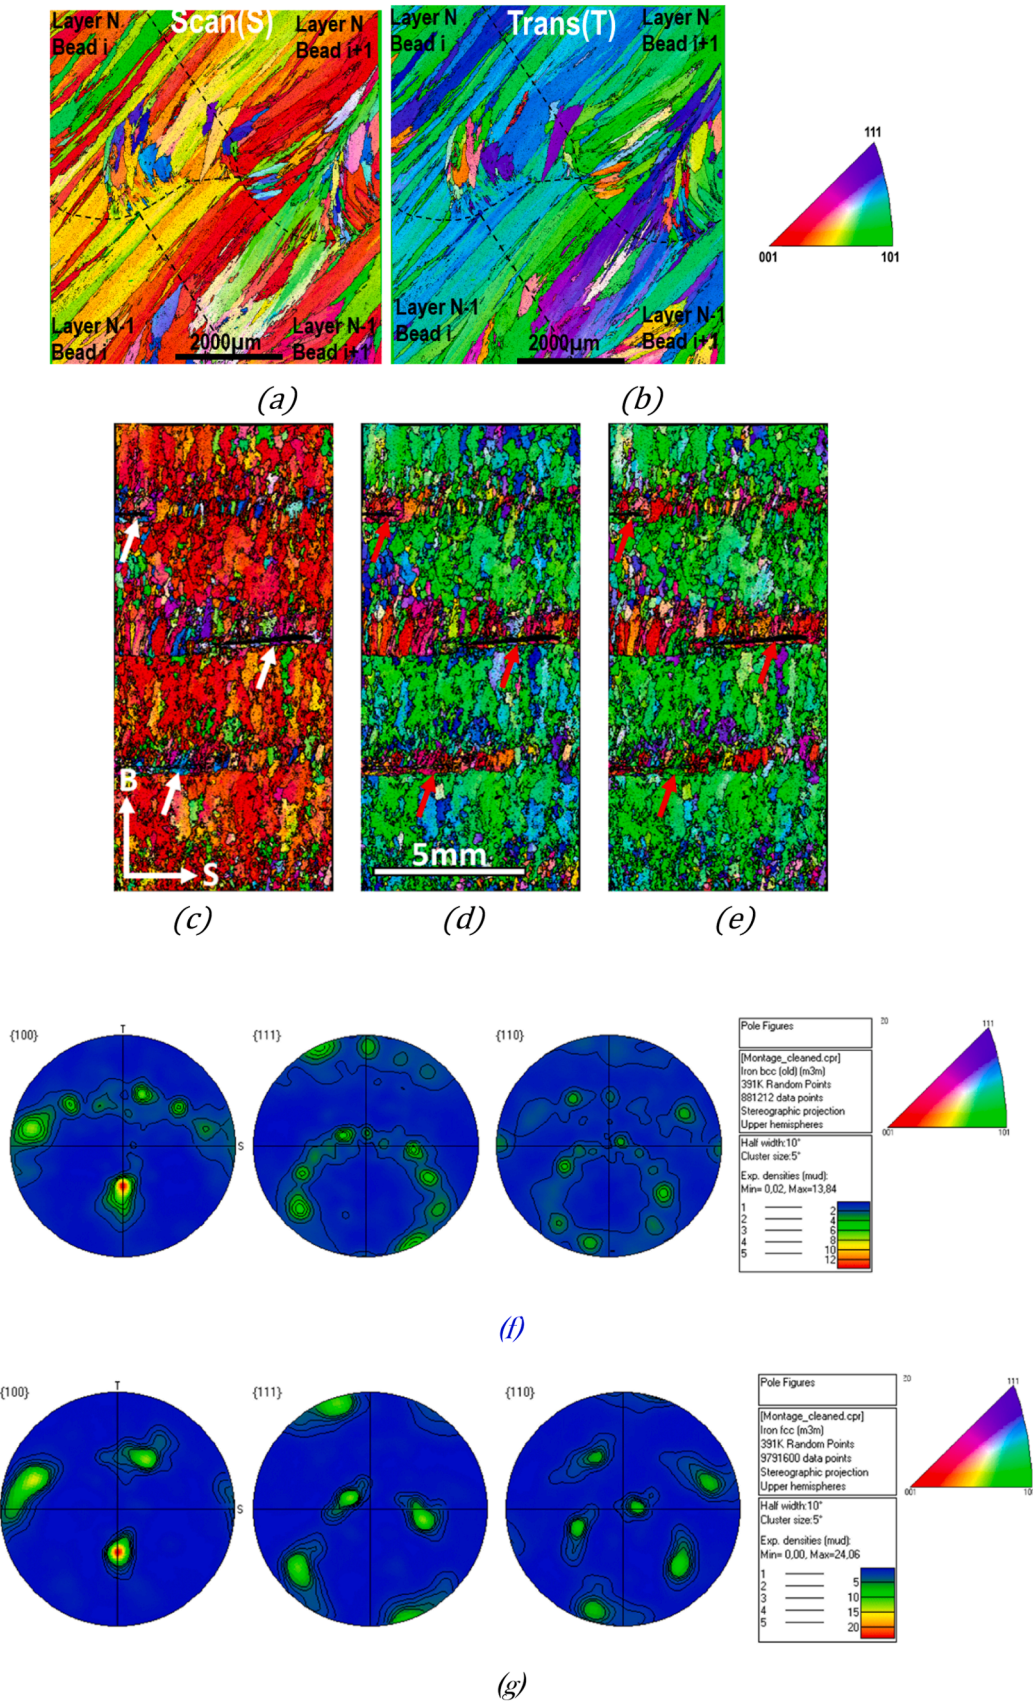 Layer N
Bead i
Scan(S)
Layer N
Bead i+1
Layer N-1
Bead i
2000µm
Layer N-1
Bead i+1
Layer N
Bead i
Trans(T)
Layer N
Bead i+1
Layer N-1
Bead i
2000µm
Layer N-1
Bead i+1
111
001
101
(a)
(b)
B
S
5mm
(c)
(d)
(e)
{100}
T
S
{111}
{110}
Pole Figures
[Montage_cleaned.cpr]
Iron bcc (old) (m3m)
391K Random Points
881212 data points
Stereographic projection
Upper hemispheres
Half width:10°
Cluster size:5°
Exp. densities (mud):
Min= 0,02, Max=13,84
1
2
3
4
5
2
4
6
8
10
12
111
001
101
(f)
{100}
T
S
{111}
{110}
Pole Figures
[Montage_cleaned.cpr]
Iron fcc (m3m)
391K Random Points
9791600 data points
Stereographic projection
Upper hemispheres
Half width:10°
Cluster size:5°
Exp. densities (mud):
Min= 0,00, Max=24,06
1
2
3
4
5
5
10
15
20
111
001
(g)